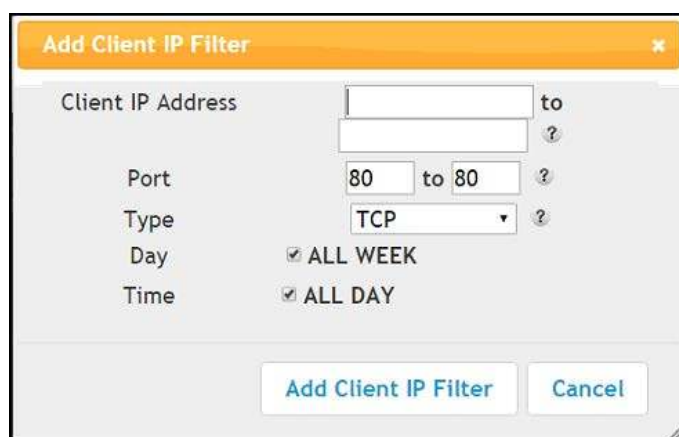 Add Client IP Filter ×
Client IP Address to
?
Port 80 to 80 ?
Type TCP ?
Day ALL WEEK
Time ALL DAY
Add Client IP Filter Cancel